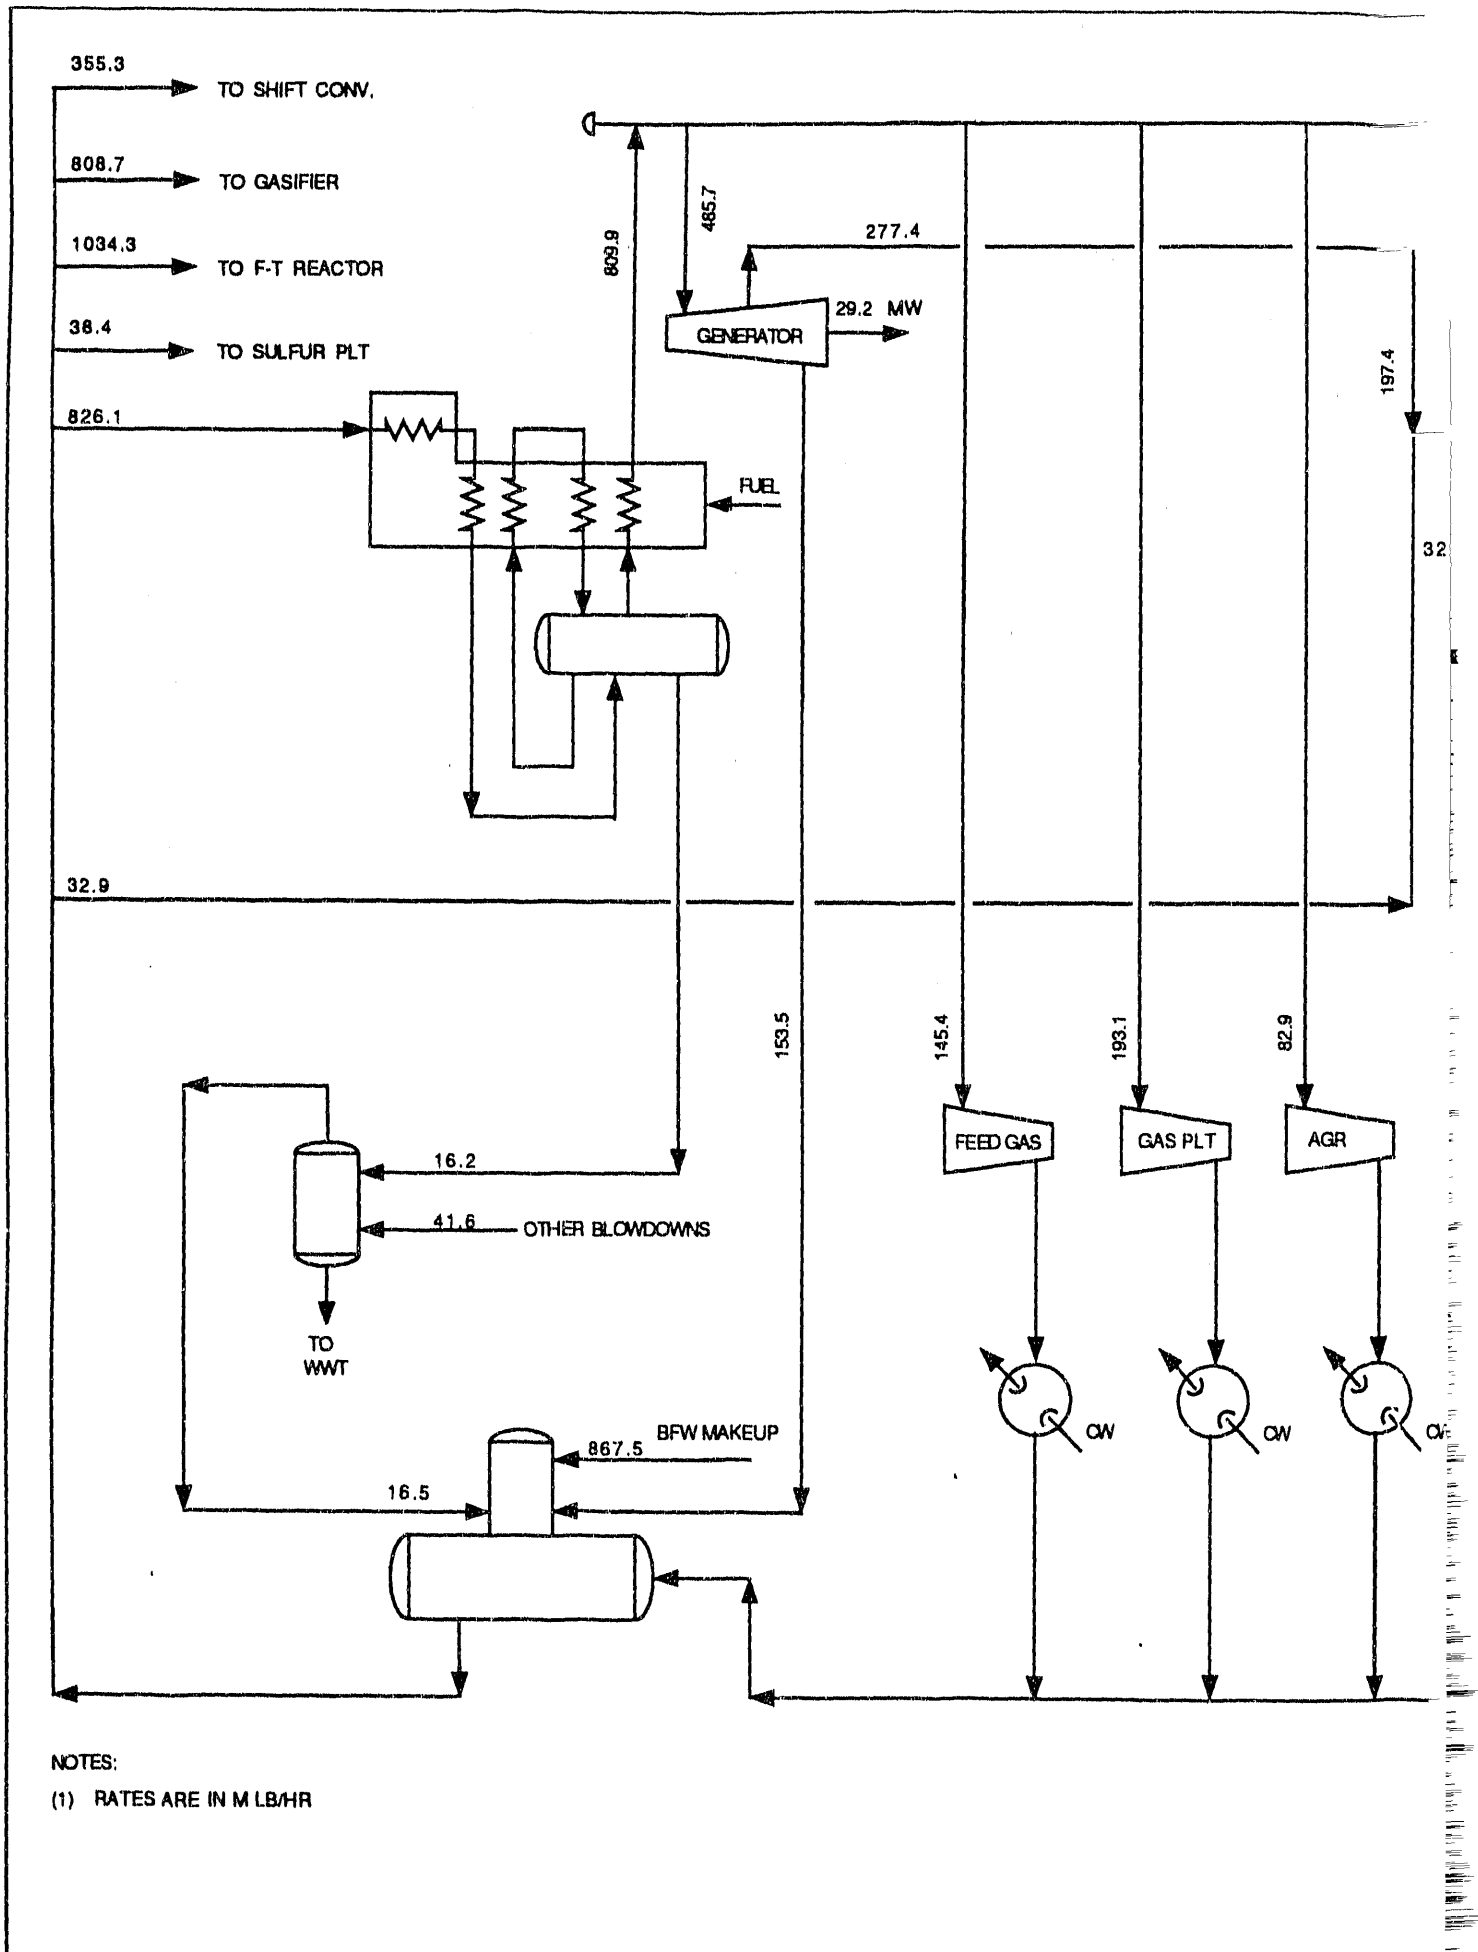 355.3
TO SHIFT CONV.
808.7
TO GASIFIER
1034.3
TO F-T REACTOR
38.4
TO SULFUR PLT
826.1
809.9
485.7
277.4
GENERATOR
29.2 MW
197.4
FUEL
32
32.9
153.5
145.4
193.1
82.9
FEED GAS
GAS PLT
AGR
16.2
41.6
OTHER BLOWDOWNS
TO
WWT
CW
CW
BFW MAKEUP
867.5
16.5
NOTES:
(1) RATES ARE IN M LB/HR